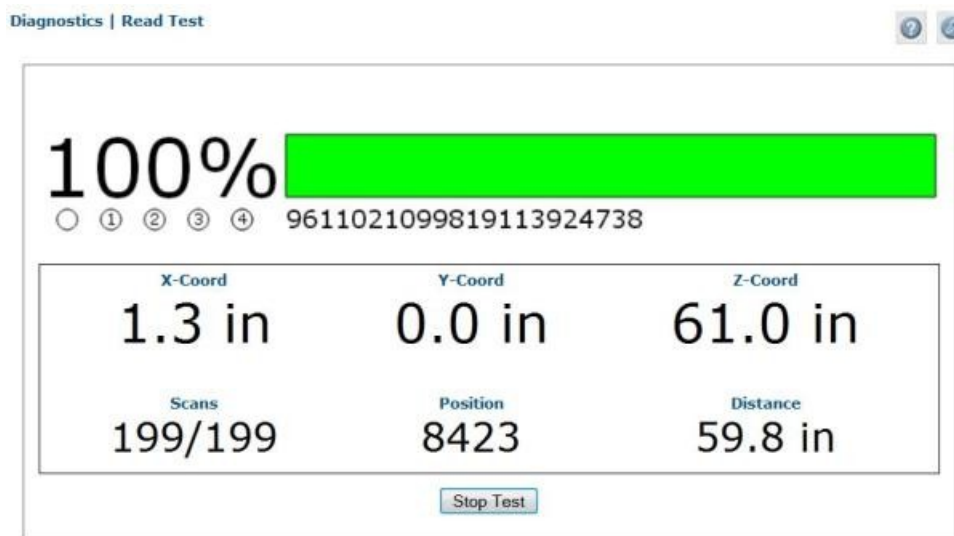 Diagnostics | Read Test
?
100%
1 2 3 4 9611021099819113924738
X-Coord Y-Coord Z-Coord
1.3 in 0.0 in 61.0 in
Scans Position Distance
199/199 8423 59.8 in
Stop Test